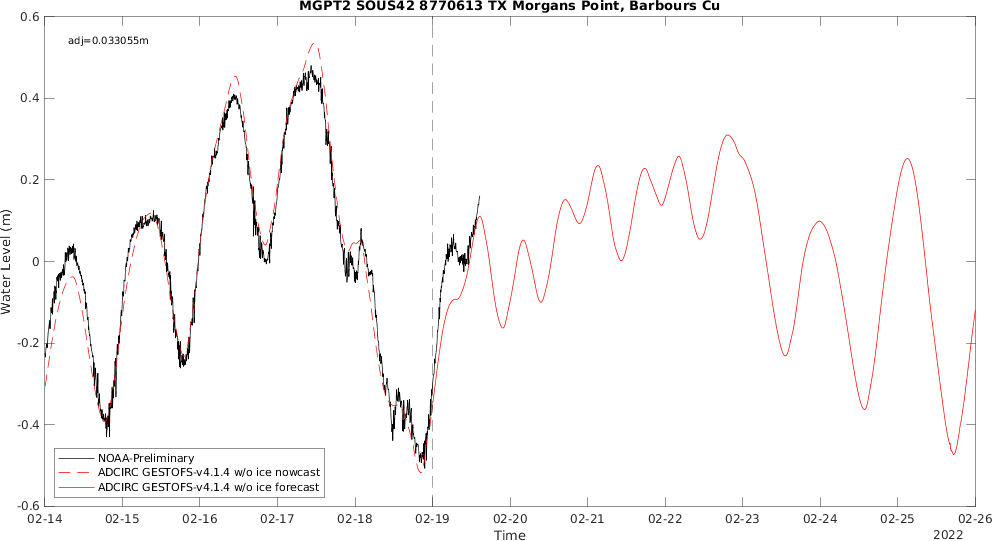 MGPT2 SOUS42 8770613 TX Morgans Point, Barbours Cu
adj=0.033055m
Water Level (m)
0.6
0.4
0.2
0
-0.2
-0.4
-0.6
NOAA-Preliminary
ADCIRC GESTOFS-v4.1.4 w/o ice nowcast
ADCIRC GESTOFS-v4.1.4 w/o ice forecast
02-14 02-15 02-16 02-17 02-18 02-19 02-20 02-21 02-22 02-23 02-24 02-25 02-26
Time
2022